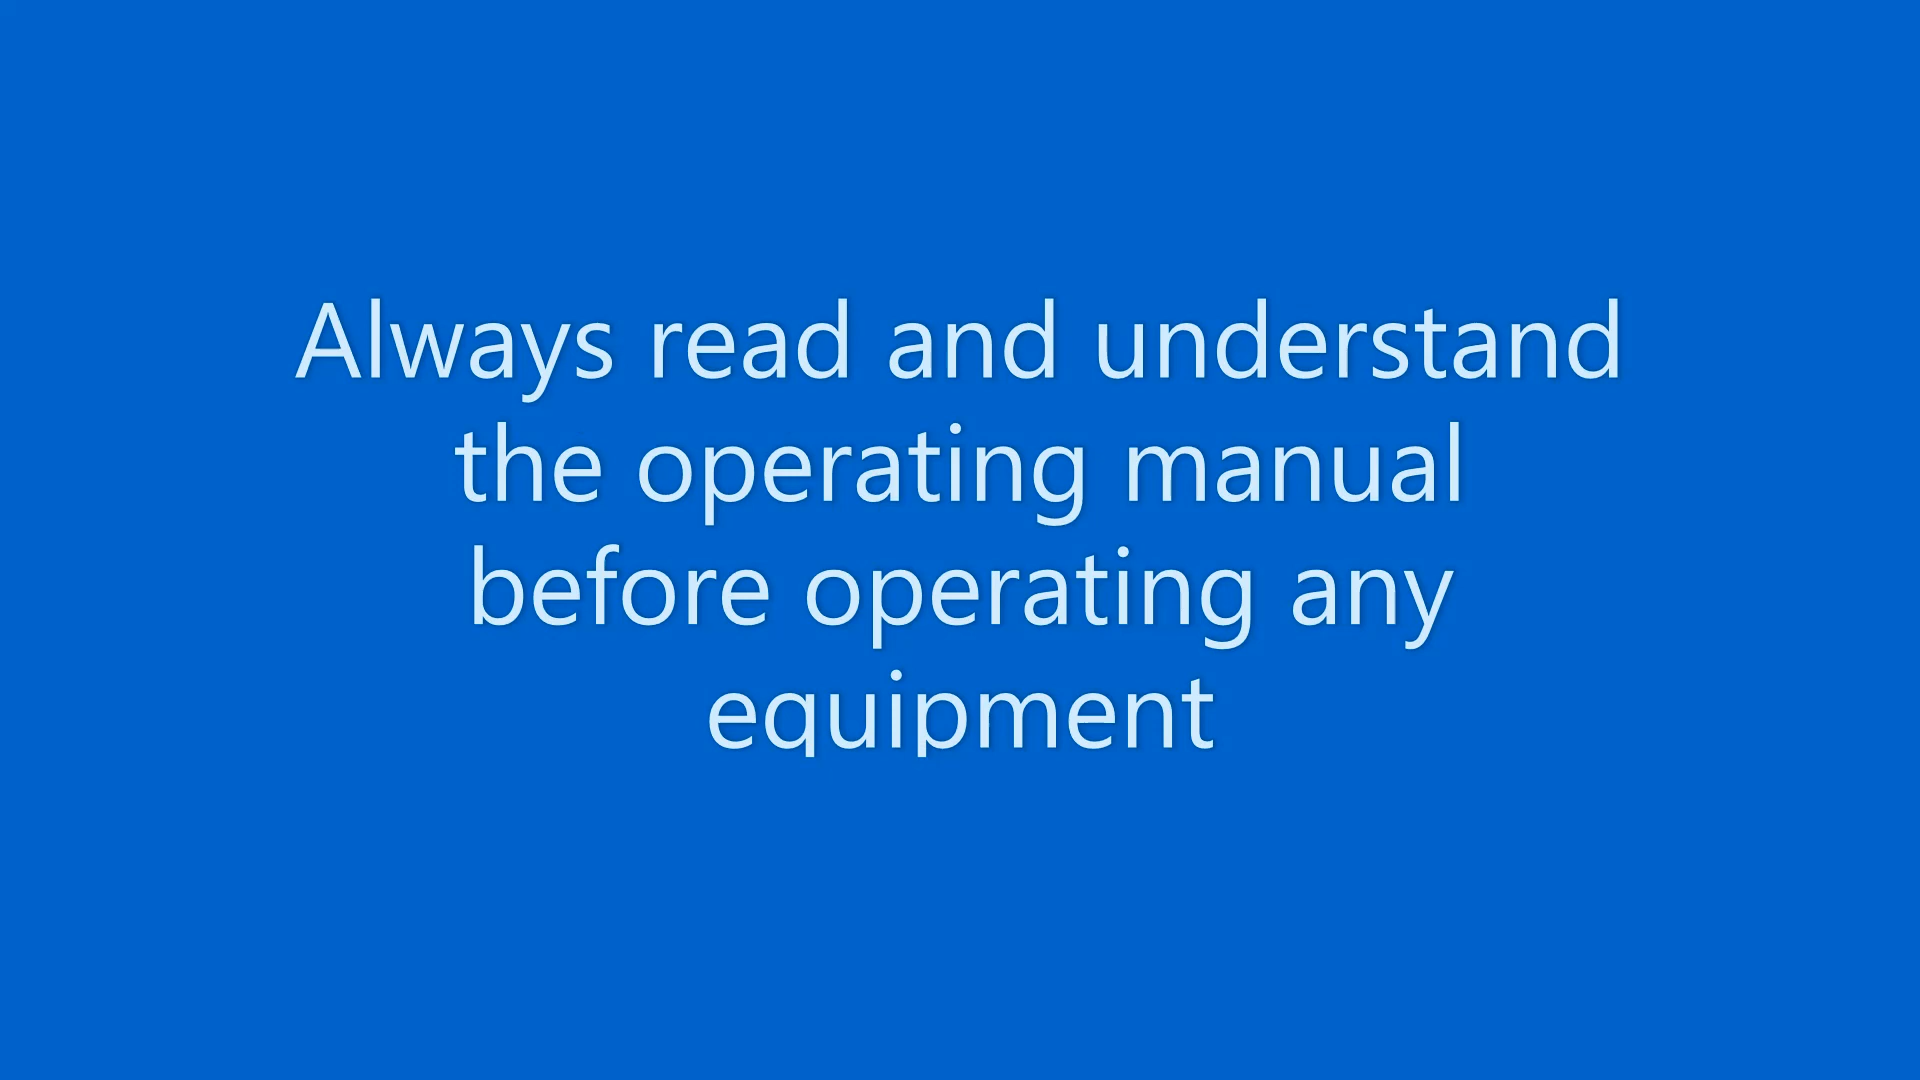 Always read and understand
the operating manual
before operating any
equipment